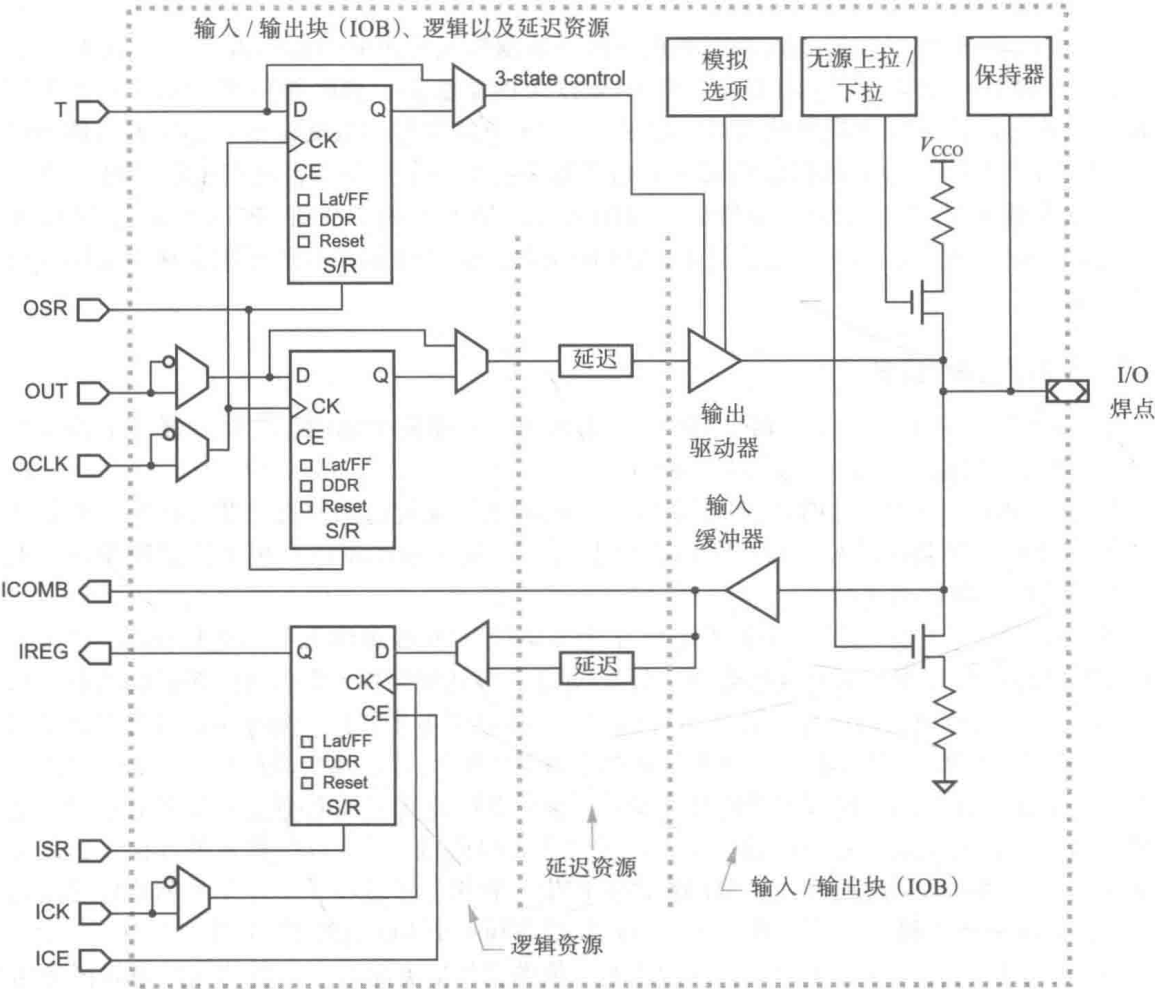 输入 / 输出块（IOB）、逻辑以及延迟资源
模拟
选项
无源上拉 /
下拉
保持器
3-state control
T
D
Q
CK
CE
Lat/FF
DDR
Reset
S/R
VCCO
OSR
OUT
D
Q
CK
CE
Lat/FF
DDR
Reset
S/R
延迟
输出
驱动器
I/O
焊点
OCLK
输入
缓冲器
ICOMB
IREG
Q
D
CK
CE
Lat/FF
DDR
Reset
S/R
延迟
ISR
ICK
ICE
延迟资源
输入 / 输出块（IOB）
逻辑资源